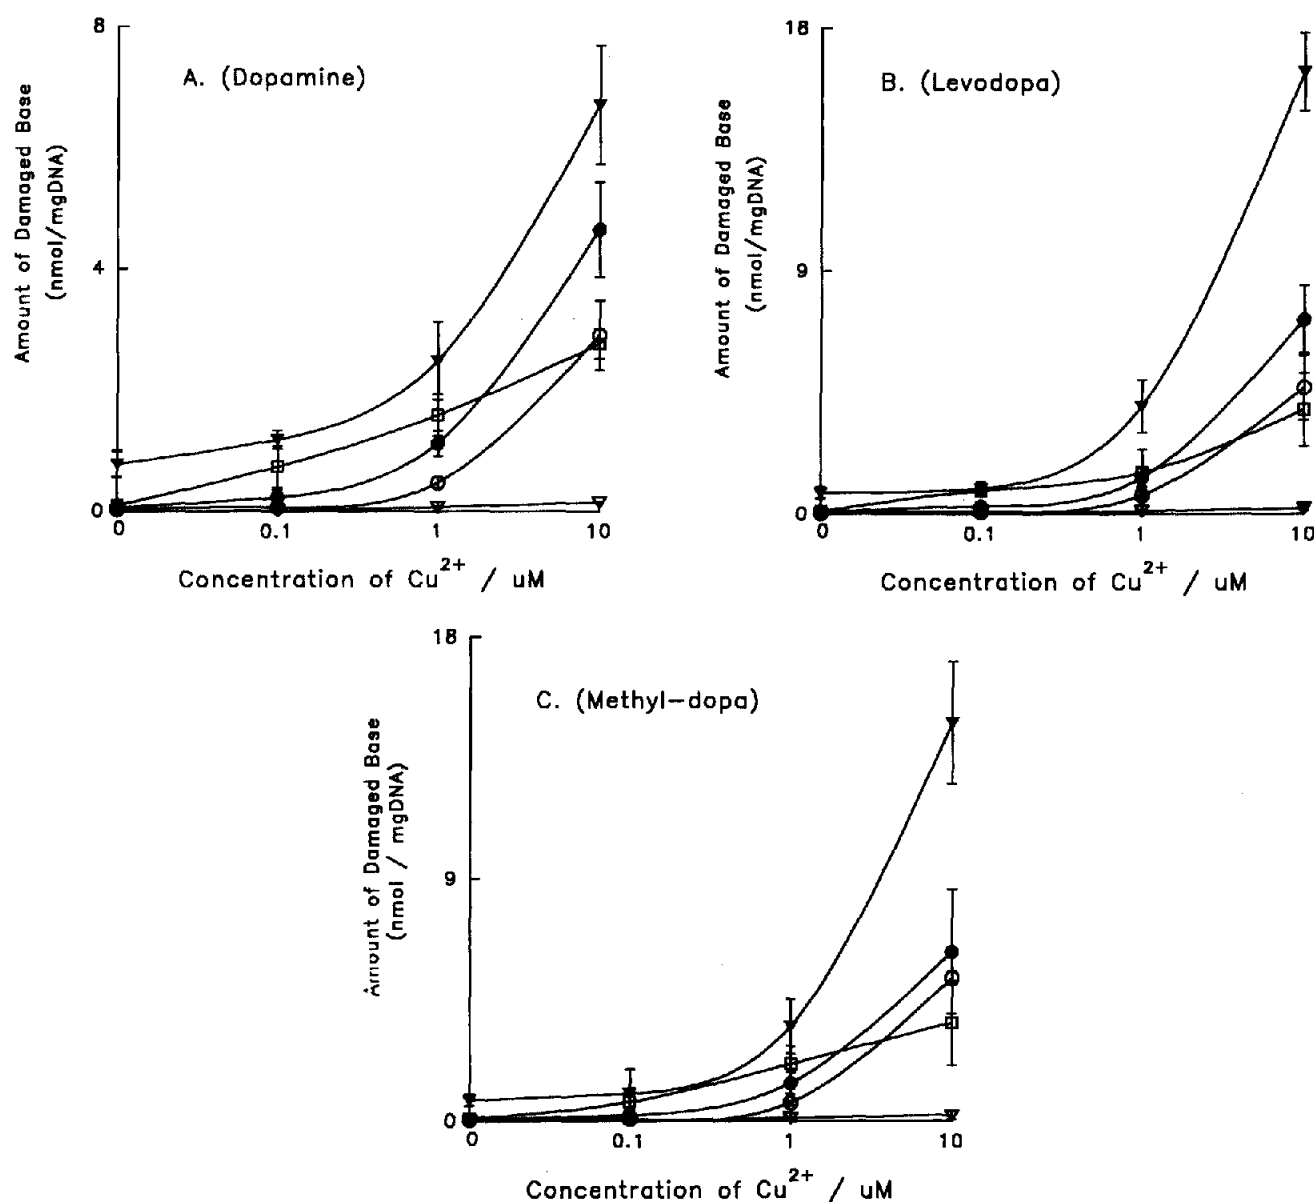 A. (Dopamine)
Amount of Damaged Base
(nmol/mgDNA)
8
4
0
0 0.1 1 10
Concentration of Cu2+ / uM
B. (Levodopa)
Amount of Damaged Base
(nmol/mgDNA)
18
9
0
0 0.1 1 10
Concentration of Cu2+ / uM
C. (Methyl-dopa)
Amount of Damaged Base
(nmol / mgDNA)
18
9
0
0 0.1 1 10
Concentration of Cu2+ / uM